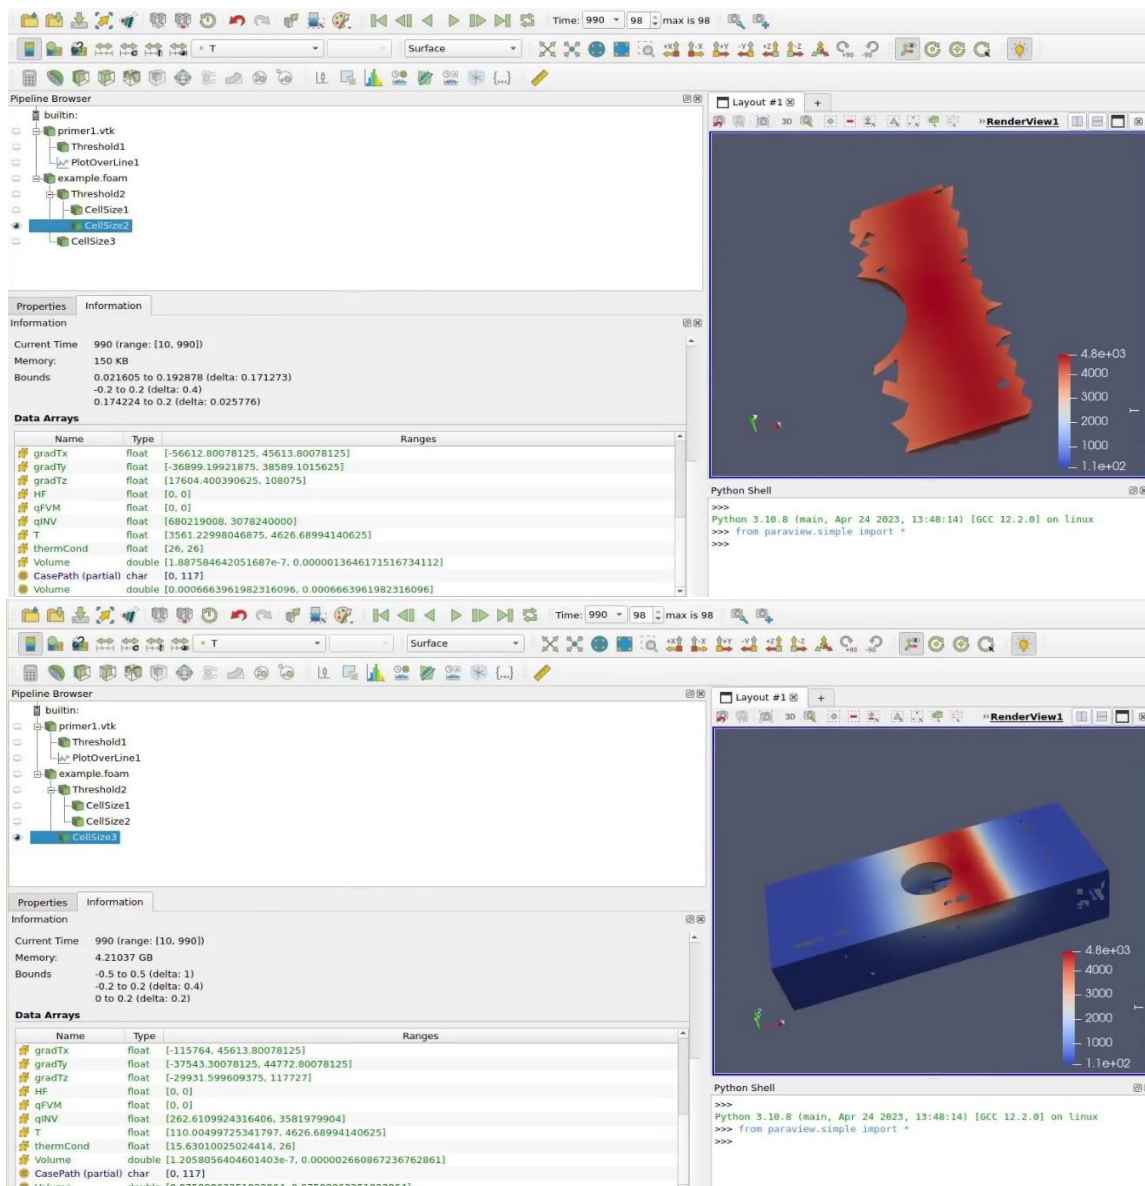 Time: 990 98 max is 98
T Surface
Pipeline Browser
builtin:
primer1.vtk
Threshold1
PlotOverLine1
example.foam
Threshold2
CellSize1
CellSize2
CellSize3
Properties Information
Information
Current Time 990 (range: [10, 990])
Memory: 150 KB
Bounds 0.021605 to 0.192878 (delta: 0.171273)
-0.2 to 0.2 (delta: 0.4)
0.174224 to 0.2 (delta: 0.025776)
Data Arrays
Name Type Ranges
gradTx float [-56612.80078125, 45613.80078125]
gradTy float [-36899.19921875, 38589.1015625]
gradTz float [17604.400390625, 108075]
HF float [0, 0]
qFVM float [0, 0]
qINV float [680219008, 3078240000]
T float [3561.22998046875, 4626.68994140625]
thermCond float [26, 26]
Volume double [1.887584642051687e-7, 0.0000013646171516734112]
CasePath (partial) char [0, 117]
Volume double [0.0006663961982316096, 0.0006663961982316096]
Layout #1 +
3D RenderView1
4.8e+03
4000
3000
2000
1000
1.1e+02
T
Python Shell
>>>
Python 3.10.8 (main, Apr 24 2023, 13:48:14) [GCC 12.2.0] on linux
>>> from paraview.simple import *
>>>
Time: 990 98 max is 98
T Surface
Pipeline Browser
builtin:
primer1.vtk
Threshold1
PlotOverLine1
example.foam
Threshold2
CellSize1
CellSize2
CellSize3
Properties Information
Information
Current Time 990 (range: [10, 990])
Memory: 4.21037 GB
Bounds -0.5 to 0.5 (delta: 1)
-0.2 to 0.2 (delta: 0.4)
0 to 0.2 (delta: 0.2)
Data Arrays
Name Type Ranges
gradTx float [-115764, 45613.80078125]
gradTy float [-37543.30078125, 44772.80078125]
gradTz float [-29931.599609375, 117727]
HF float [0, 0]
qFVM float [0, 0]
qINV float [262.6109924316406, 3581979904]
T float [110.00499725341797, 4626.68994140625]
thermCond float [15.63010025024414, 26]
Volume double [1.2058056404601403e-7, 0.000002660867236762861]
CasePath (partial) char [0, 117]
Layout #1 +
3D RenderView1
4.8e+03
4000
3000
2000
1000
1.1e+02
Python Shell
>>>
Python 3.10.8 (main, Apr 24 2023, 13:48:14) [GCC 12.2.0] on linux
>>> from paraview.simple import *
>>>